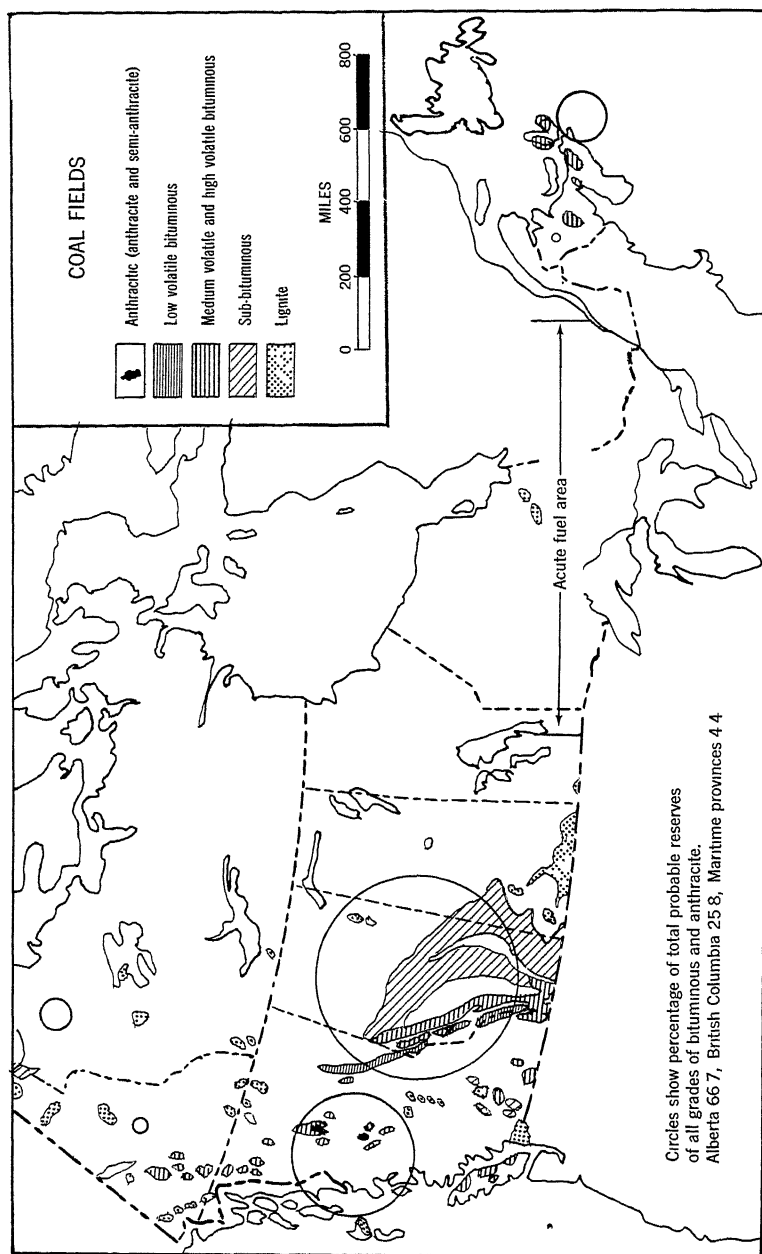 COAL FIELDS
Anthracitic (anthracite and semi-anthracite)
Low volatile bituminous
Medium volatile and high volatile bituminous
Sub-bituminous
Lignite
MILES
0 200 400 600 800
Acute fuel area
Circles show percentage of total probable reserves
of all grades of bituminous and anthracite.
Alberta 66 7, British Columbia 25 8, Maritime provinces 4 4